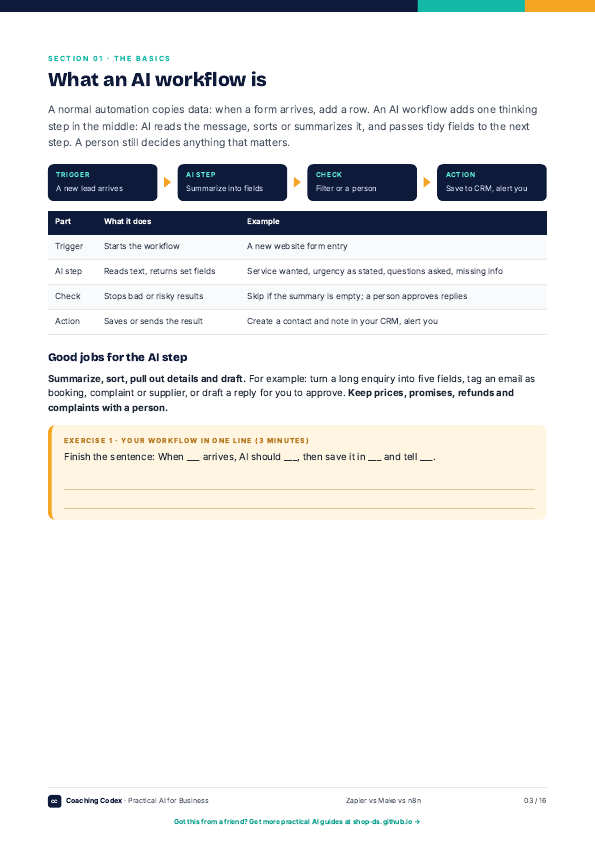 SECTION 01 · THE BASICS
What an AI workflow is
A normal automation copies data: when a form arrives, add a row. An AI workflow adds one thinking
step in the middle: AI reads the message, sorts or summarizes it, and passes tidy fields to the next
step. A person still decides anything that matters.
TRIGGER
A new lead arrives
AI STEP
Summarize into fields
CHECK
Filter or a person
ACTION
Save to CRM, alert you
Part What it does Example
Trigger Starts the workflow A new website form entry
AI step Reads text, returns set fields Service wanted, urgency as stated, questions asked, missing info
Check Stops bad or risky results Skip if the summary is empty; a person approves replies
Action Saves or sends the result Create a contact and note in your CRM, alert you
Good jobs for the AI step
Summarize, sort, pull out details and draft. For example: turn a long enquiry into five fields, tag an email as
booking, complaint or supplier, or draft a reply for you to approve. Keep prices, promises, refunds and
complaints with a person.
EXERCISE 1 · YOUR WORKFLOW IN ONE LINE (3 MINUTES)
Finish the sentence: When ___ arrives, AI should ___, then save it in ___ and tell ___.
cc Coaching Codex · Practical AI for Business Zapier vs Make vs n8n 03 / 16
Got this from a friend? Get more practical AI guides at shop-ds.github.io →